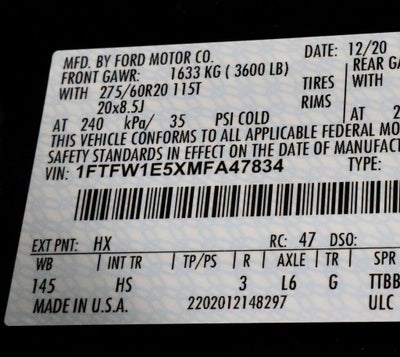 MFD. BY FORD MOTOR CO. DATE: 12/20
FRONT GAWR: 1633 KG ( 3600 LB) REAR GA
WITH 275/60R20 115T TIRES WITH
20x8.5J RIMS
AT 240 kPa/ 35 PSI COLD AT 2
THIS VEHICLE CONFORMS TO ALL APPLICABLE FEDERAL MO
SAFETY STANDARDS IN EFFECT ON THE DATE OF MANUFACT
VIN: 1FTFW1E5XMFA47834 TYPE:
EXT PNT: HX RC: 47 DSO:
WB | INT TR | TP/PS | R | AXLE | TR | SPR
145 HS 3 L6 G TTBB
MADE IN U.S.A. 2202012148297 ULC